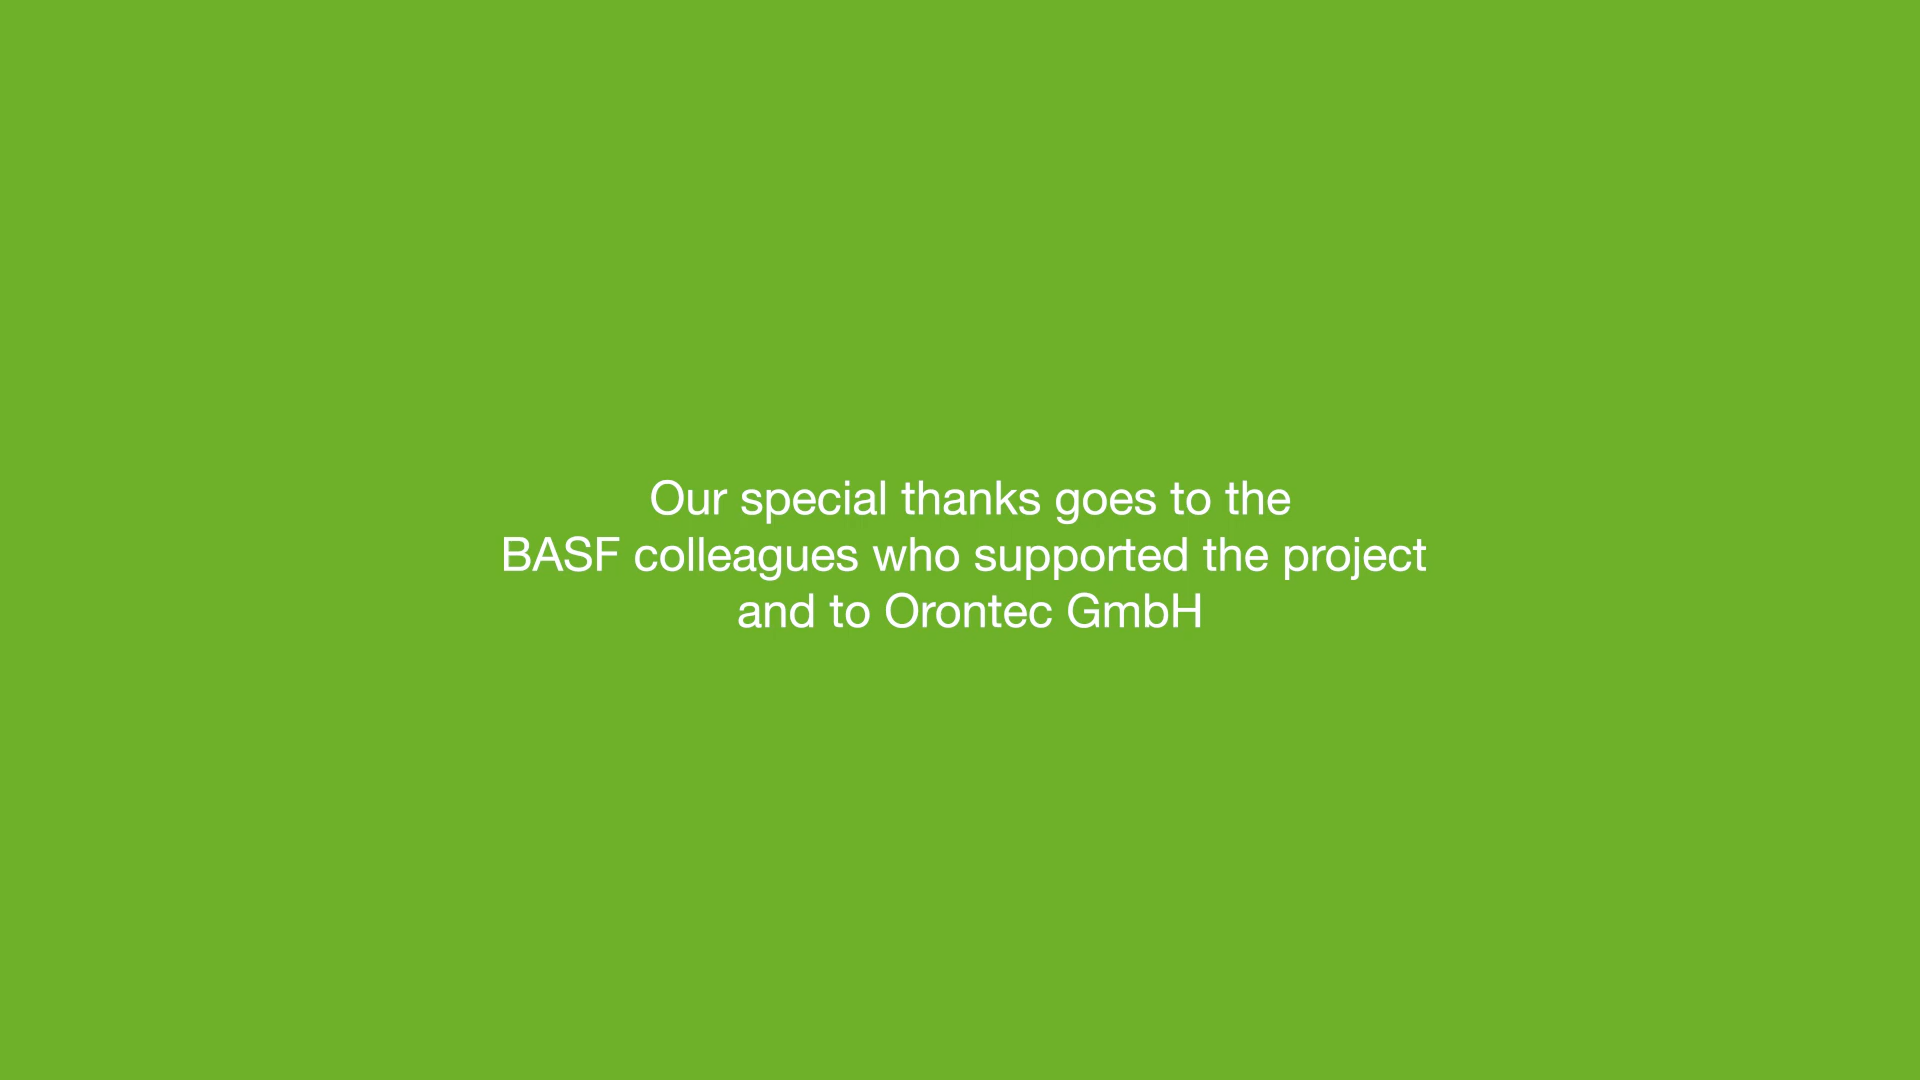 Our special thanks goes to the
BASF colleagues who supported the project
and to Orontec GmbH